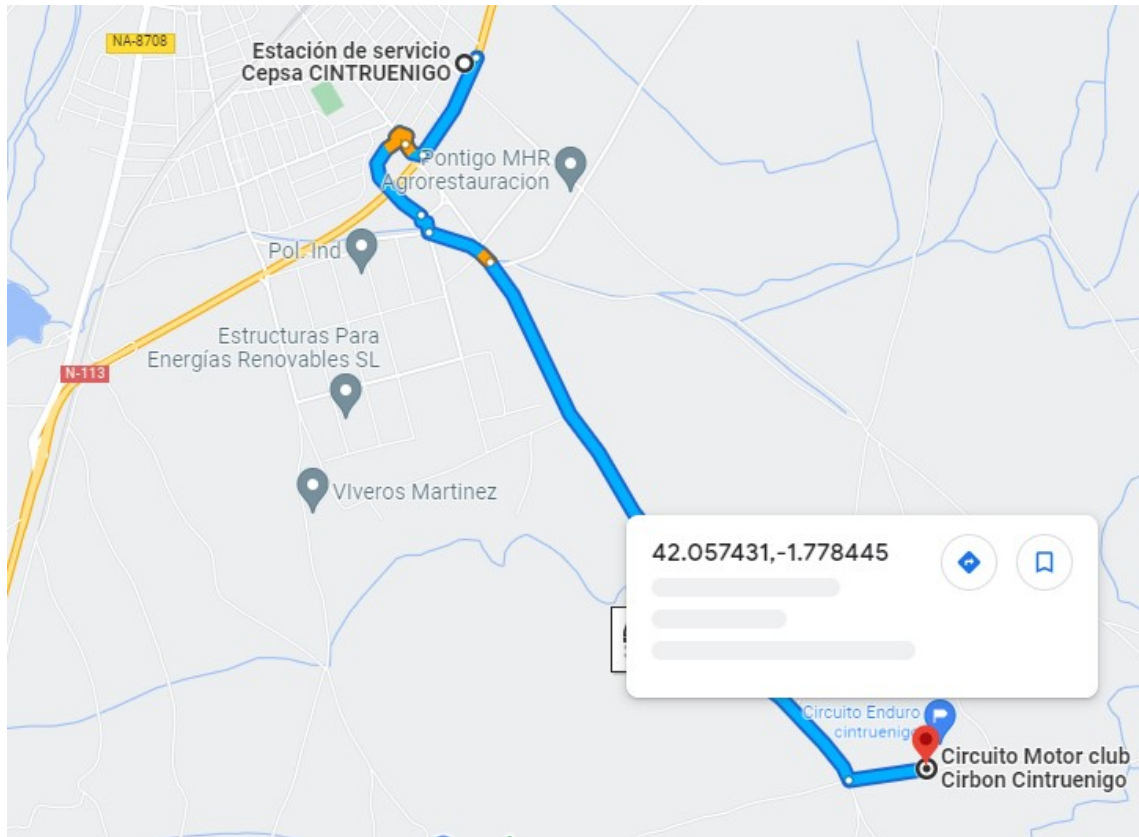 NA-8708
Estación de servicio
Cepsa CINTRUENIGO
Pontigo MHR
Agrorestauracion
Pol. Ind
Estructuras Para
Energías Renovables SL
N-113
VIveros Martinez
42.057431,-1.778445
Circuito Enduro
cintruenigo
Circuito Motor club
Cirbon Cintruenigo